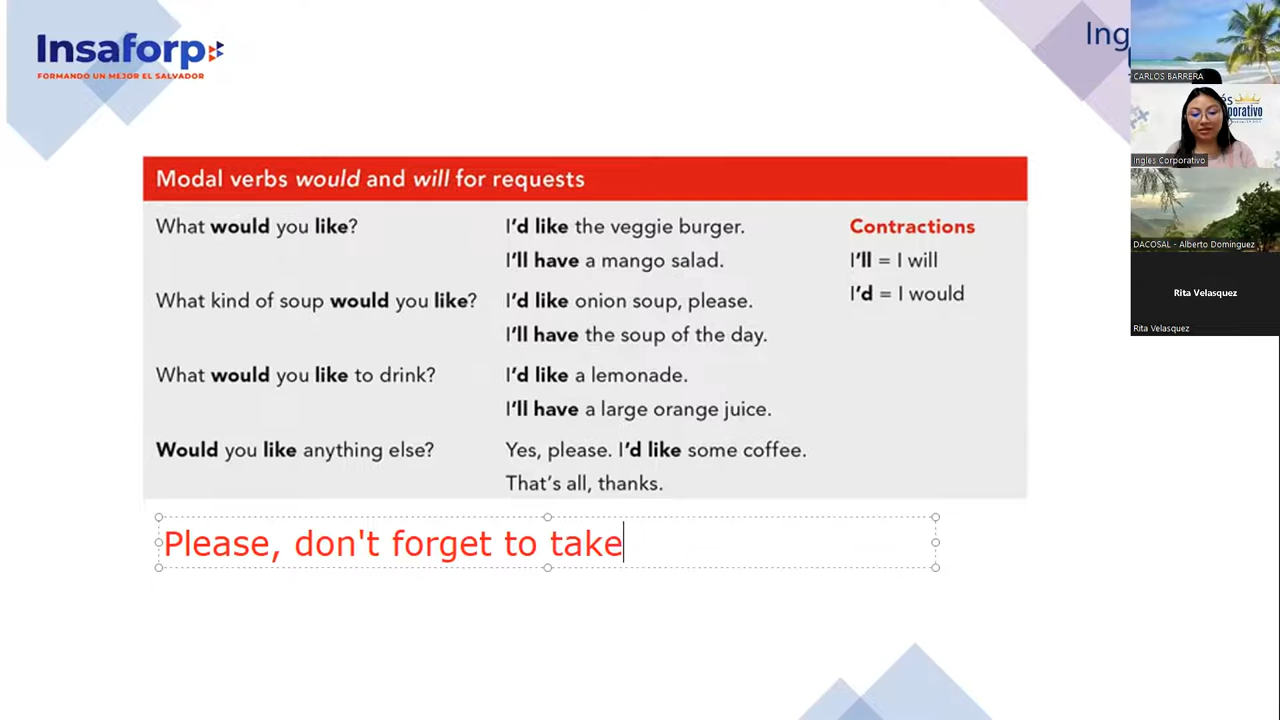 Insaforp
FORMANDO UN MEJOR EL SALVADOR
Ing
Modal verbs would and will for requests
What would you like?
I'd like the veggie burger.
I'll have a mango salad.
What kind of soup would you like?
I'd like onion soup, please.
I'll have the soup of the day.
What would you like to drink?
I'd like a lemonade.
I'll have a large orange juice.
Would you like anything else?
Yes, please. I'd like some coffee.
That's all, thanks.
Contractions
I'll = I will
I'd = I would
Please, don't forget to take
CARLOS BARRERA
Ingles Corporativo
DACOSAL - Alberto Dominguez
Rita Velasquez
Rita Velasquez